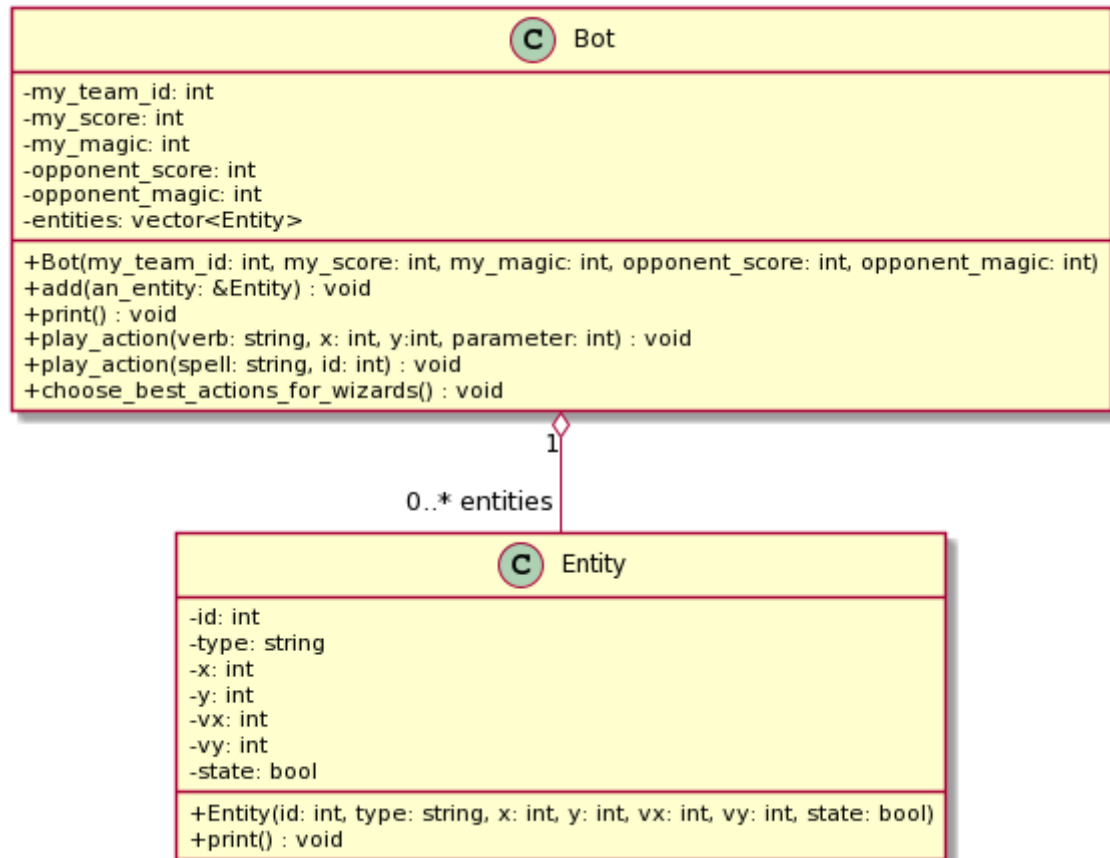 C Bot
-my_team_id: int
-my_score: int
-my_magic: int
-opponent_score: int
-opponent_magic: int
-entities: vector<Entity>
+Bot(my_team_id: int, my_score: int, my_magic: int, opponent_score: int, opponent_magic: int)
+add(an_entity: &Entity) : void
+print() : void
+play_action(verb: string, x: int, y:int, parameter: int) : void
+play_action(spell: string, id: int) : void
+choose_best_actions_for_wizards() : void
1
0..* entities
C Entity
-id: int
-type: string
-x: int
-y: int
-vx: int
-vy: int
-state: bool
+Entity(id: int, type: string, x: int, y: int, vx: int, vy: int, state: bool)
+print() : void